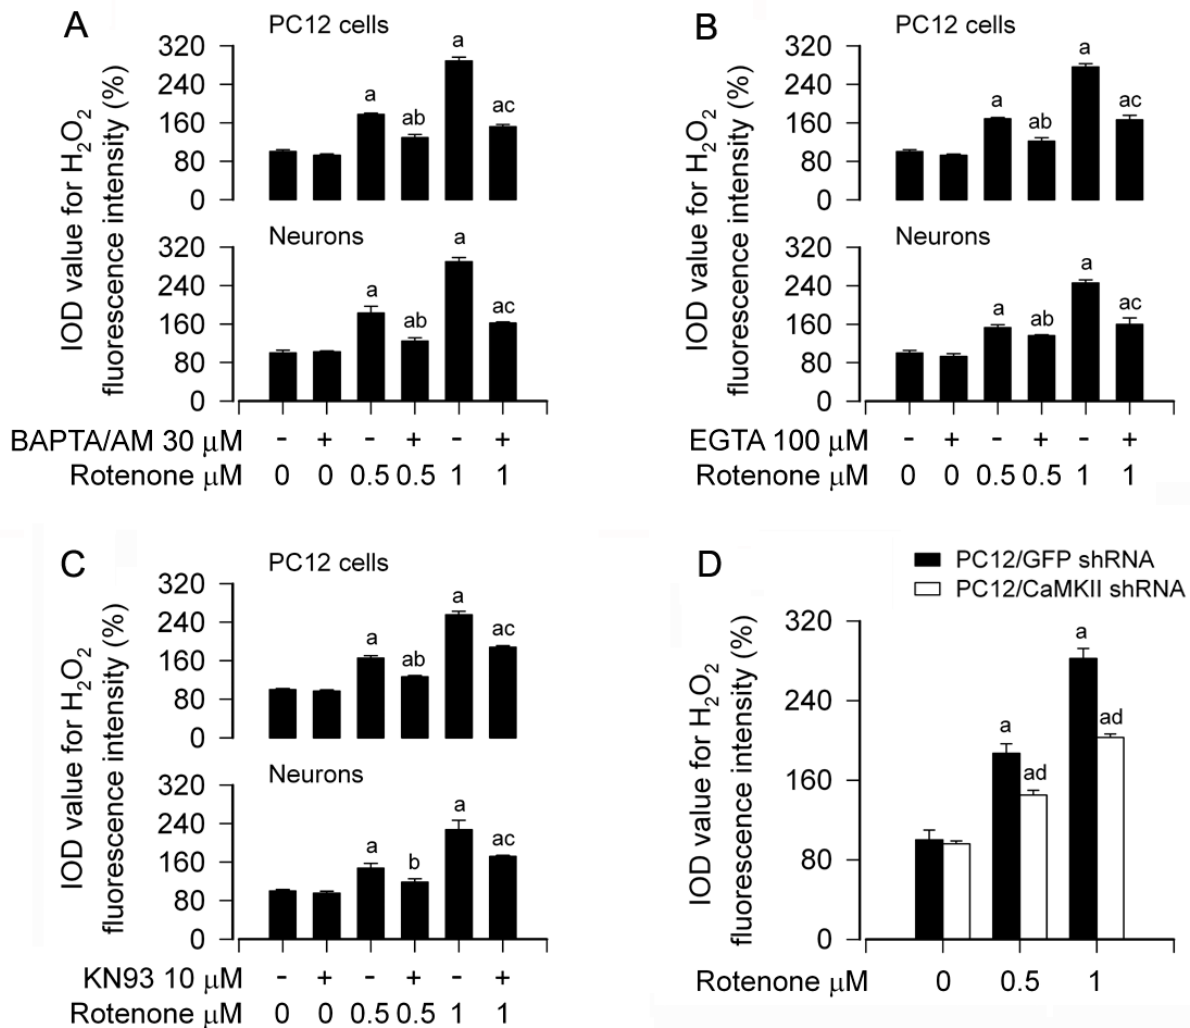 A
PC12 cells
IOD value for H₂O₂
fluorescence intensity (%)
320
240
160
80
0
a
ab
a
ac
Neurons
320
240
160
80
0
a
ab
a
ac
BAPTA/AM 30 μM - + - + - +
Rotenone μM 0 0 0.5 0.5 1 1
B
PC12 cells
IOD value for H₂O₂
fluorescence intensity (%)
320
240
160
80
0
a
ab
a
ac
Neurons
320
240
160
80
0
a
ab
a
ac
EGTA 100 μM - + - + - +
Rotenone μM 0 0 0.5 0.5 1 1
C
PC12 cells
IOD value for H₂O₂
fluorescence intensity (%)
320
240
160
80
0
a
ab
a
ac
Neurons
320
240
160
80
0
a
b
a
ac
KN93 10 μM - + - + - +
Rotenone μM 0 0 0.5 0.5 1 1
D
PC12/GFP shRNA
PC12/CaMKII shRNA
IOD value for H₂O₂
fluorescence intensity (%)
320
240
160
80
0
a
ad
a
ad
Rotenone μM 0 0.5 1